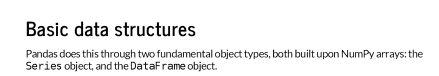 Basic data structures
Pandas does this through two fundamental object types, both built upon NumPy arrays: the
Series object, and the DataFrame object.